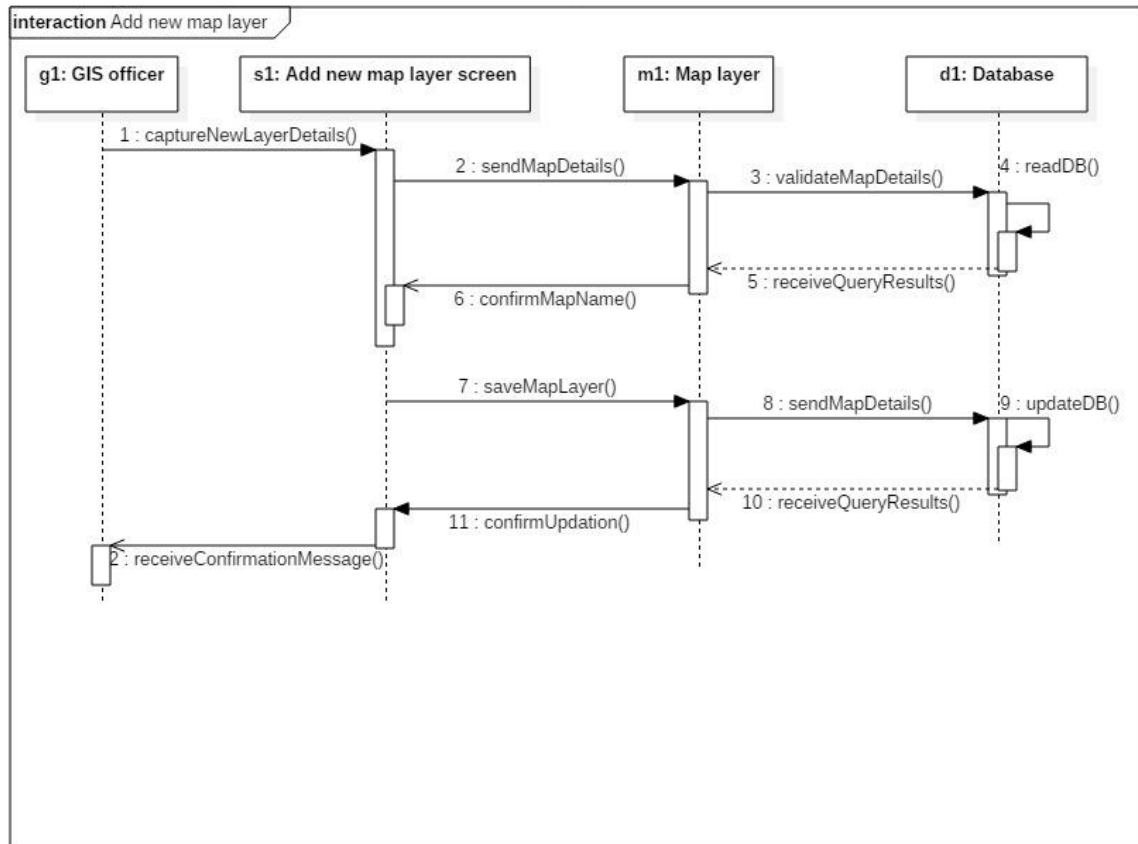 interaction Add new map layer
g1: GIS officer
s1: Add new map layer screen
m1: Map layer
d1: Database
1 : captureNewLayerDetails()
2 : sendMapDetails()
3 : validateMapDetails()
4 : readDB()
5 : receiveQueryResults()
6 : confirmMapName()
7 : saveMapLayer()
8 : sendMapDetails()
9 : updateDB()
10 : receiveQueryResults()
11 : confirmUpdation()
2 : receiveConfirmationMessage()